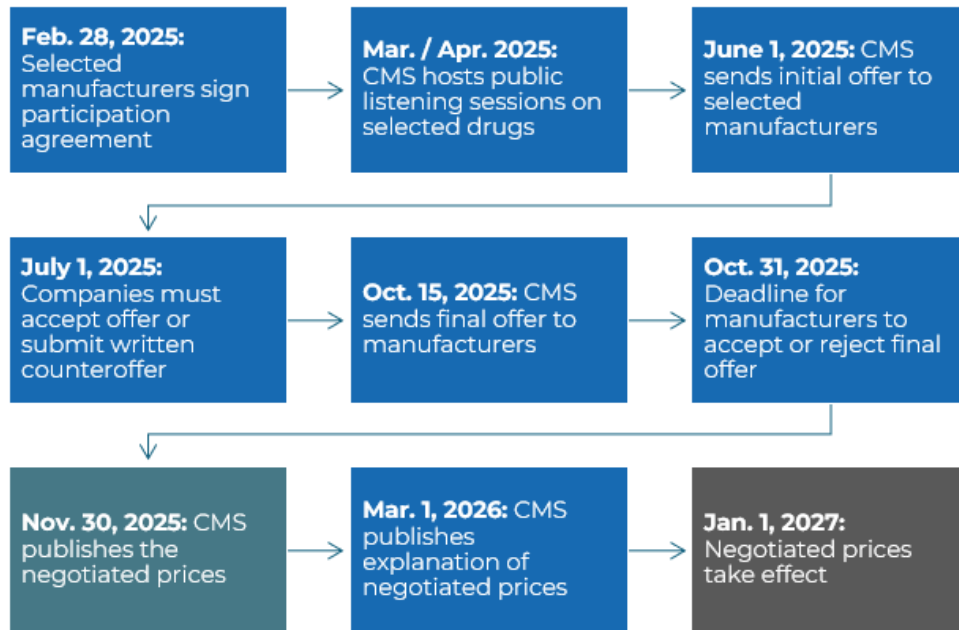 Feb. 28, 2025:
Selected
manufacturers sign
participation
agreement
Mar. / Apr. 2025:
CMS hosts public
listening sessions on
selected drugs
June 1, 2025: CMS
sends initial offer to
selected
manufacturers
July 1, 2025:
Companies must
accept offer or
submit written
counteroffer
Oct. 15, 2025: CMS
sends final offer to
manufacturers
Oct. 31, 2025:
Deadline for
manufacturers to
accept or reject final
offer
Nov. 30, 2025: CMS
publishes the
negotiated prices
Mar. 1, 2026: CMS
publishes
explanation of
negotiated prices
Jan. 1, 2027:
Negotiated prices
take effect